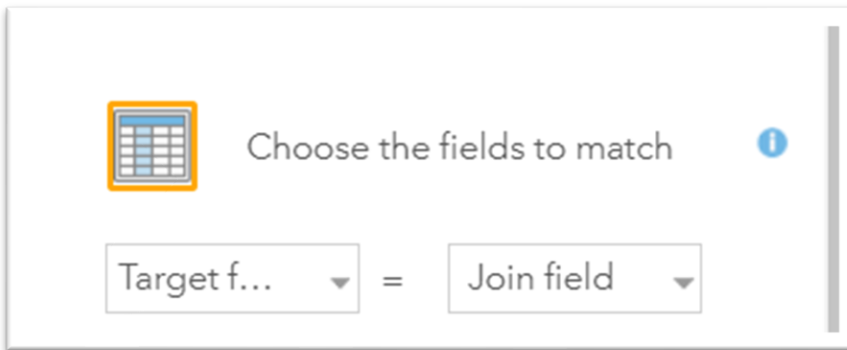 Choose the fields to match
Target f... = Join field